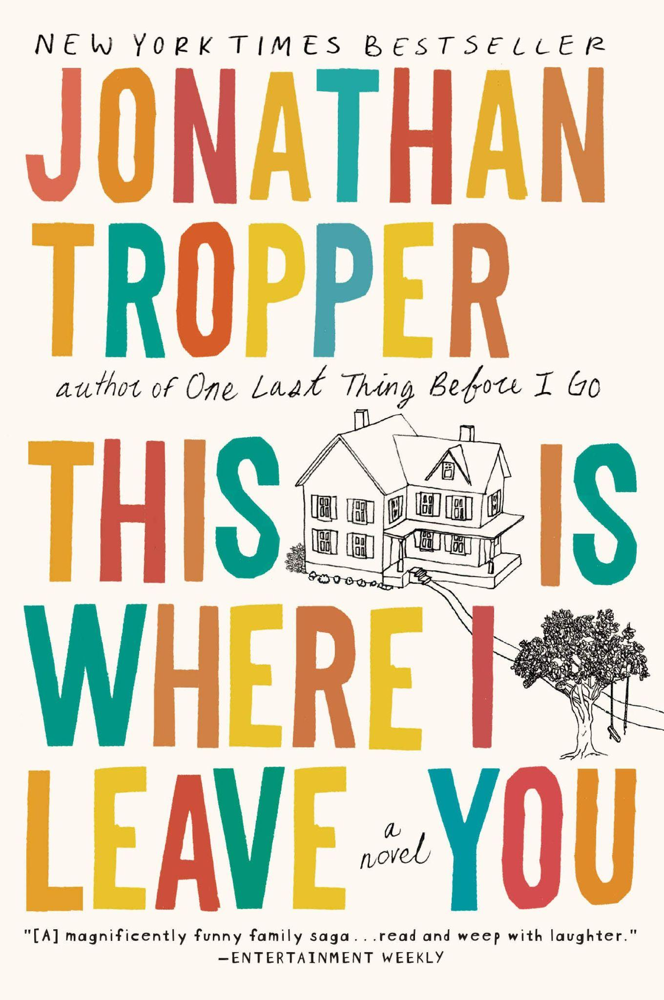 NEW YORK TIMES BESTSELLER
JONATHAN
TROPPER
author of One Last Thing Before I Go
THIS IS
WHERE I
LEAVE YOU
a
novel
"[A] magnificently funny family saga...read and weep with laughter."
—ENTERTAINMENT WEEKLY